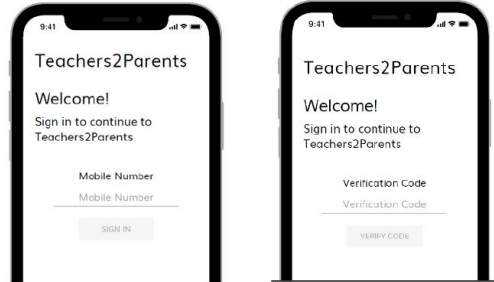 9:41
Teachers2Parents
Welcome!
Sign in to continue to
Teachers2Parents
Mobile Number
Mobile Number
SIGN IN
9:41
Teachers2Parents
Welcome!
Sign in to continue to
Teachers2Parents
Verification Code
Verification Code
VERIFY CODE